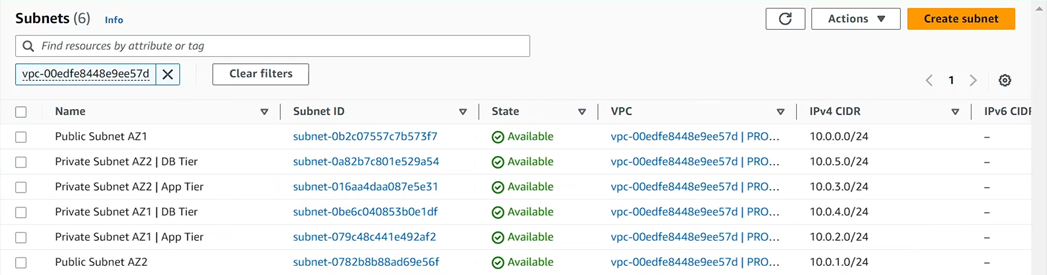 Subnets (6) Info
Actions
Create subnet
Find resources by attribute or tag
vpc-00edfe8448e9ee57d
Clear filters
1
Name Subnet ID State VPC IPv4 CIDR IPv6 CIDR
Public Subnet AZ1 subnet-0b2c07557c7b573f7 Available vpc-00edfe8448e9ee57d | PRO... 10.0.0.0/24 –
Private Subnet AZ2 | DB Tier subnet-0a82b7c801e529a54 Available vpc-00edfe8448e9ee57d | PRO... 10.0.5.0/24 –
Private Subnet AZ2 | App Tier subnet-016aa4daa087e5e31 Available vpc-00edfe8448e9ee57d | PRO... 10.0.3.0/24 –
Private Subnet AZ1 | DB Tier subnet-0be6c040853b0e1df Available vpc-00edfe8448e9ee57d | PRO... 10.0.4.0/24 –
Private Subnet AZ1 | App Tier subnet-079c48c441e492af2 Available vpc-00edfe8448e9ee57d | PRO... 10.0.2.0/24 –
Public Subnet AZ2 subnet-0782b8b88ad69e56f Available vpc-00edfe8448e9ee57d | PRO... 10.0.1.0/24 –